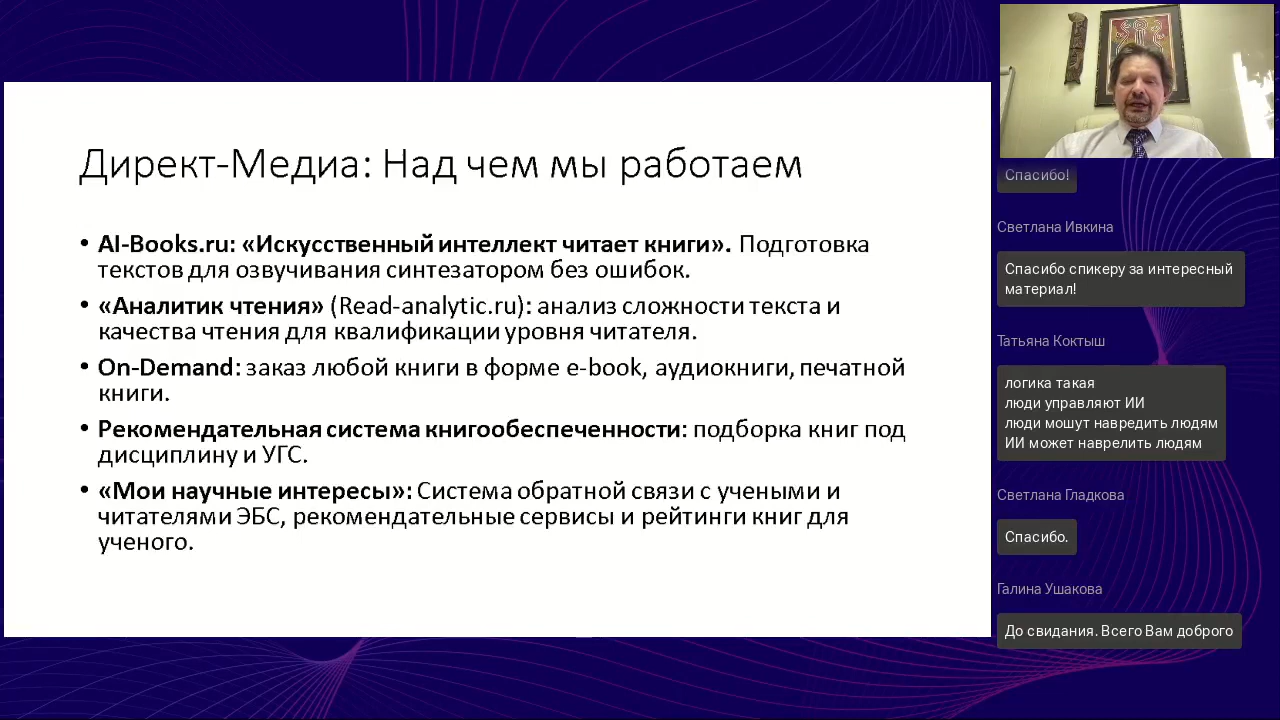 Директ-Медиа: Над чем мы работаем
• AI-Books.ru: «Искусственный интеллект читает книги». Подготовка
текстов для озвучивания синтезатором без ошибок.
• «Аналитик чтения» (Read-analytic.ru): анализ сложности текста и
качества чтения для квалификации уровня читателя.
• On-Demand: заказ любой книги в форме e-book, аудиокниги, печатной
книги.
• Рекомендательная система книгообеспеченности: подборка книг под
дисциплину и УГС.
• «Мои научные интересы»: Система обратной связи с учеными и
читателями ЭБС, рекомендательные сервисы и рейтинги книг для
ученого.
Спасибо!
Светлана Ивкина
Спасибо спикеру за интересный
материал!
Татьяна Коктыш
логика такая
люди управляют ИИ
люди мошут навредить людям
ИИ может наврелить людям
Светлана Гладкова
Спасибо.
Галина Ушакова
До свидания. Всего Вам доброго